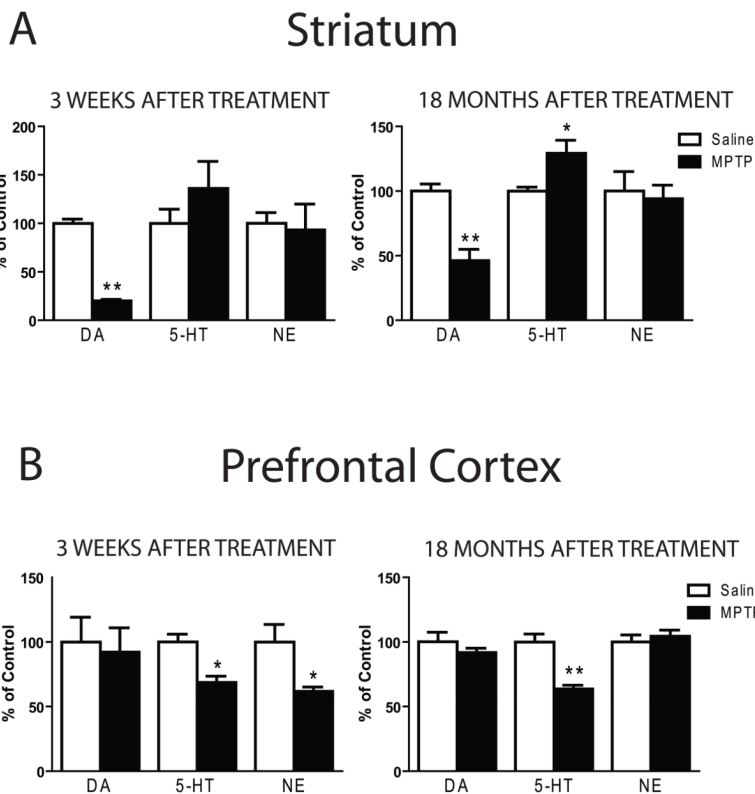 A Striatum
3 WEEKS AFTER TREATMENT 18 MONTHS AFTER TREATMENT
% of Control
200
150
100
50
0
**
DA 5-HT NE
% of Control
150
100
50
0
**
*
DA 5-HT NE
Saline
MPTP
B Prefrontal Cortex
3 WEEKS AFTER TREATMENT 18 MONTHS AFTER TREATMENT
% of Control
150
100
50
0
*
*
DA 5-HT NE
% of Control
150
100
50
0
**
DA 5-HT NE
Salin
MPT